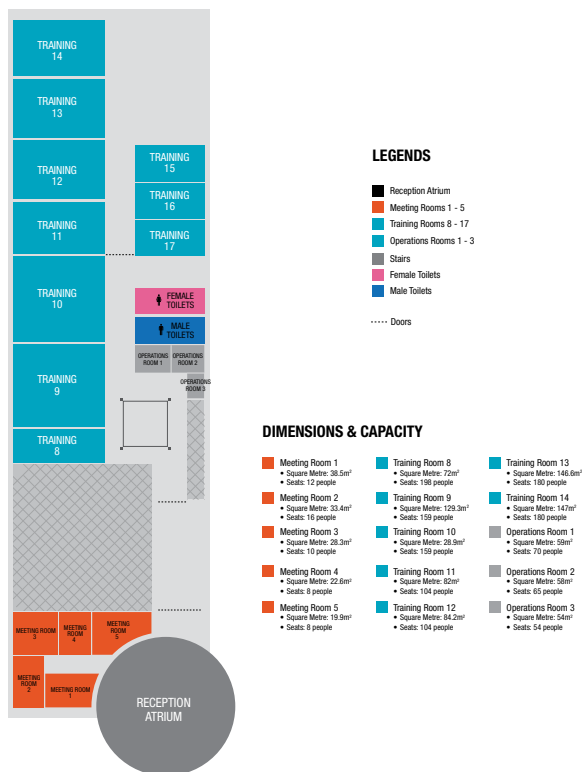 TRAINING
14
TRAINING
13
TRAINING
12
TRAINING
11
TRAINING
10
TRAINING
9
TRAINING
8
TRAINING
15
TRAINING
16
TRAINING
17
FEMALE
TOILETS
MALE
TOILETS
OPERATIONS
ROOM 1
OPERATIONS
ROOM 2
OPERATIONS
ROOM 3
MEETING ROOM
3
MEETING
ROOM
4
MEETING
ROOM
5
MEETING
ROOM
2
MEETING ROOM
1
RECEPTION
ATRIUM
LEGENDS
Reception Atrium
Meeting Rooms 1 - 5
Training Rooms 8 - 17
Operations Rooms 1 - 3
Stairs
Female Toilets
Male Toilets
Doors
DIMENSIONS & CAPACITY
Meeting Room 1
• Square Metre: 38.5m²
• Seats: 12 people
Meeting Room 2
• Square Metre: 33.4m²
• Seats: 16 people
Meeting Room 3
• Square Metre: 28.3m²
• Seats: 10 people
Meeting Room 4
• Square Metre: 22.6m²
• Seats: 8 people
Meeting Room 5
• Square Metre: 19.9m²
• Seats: 8 people
Training Room 8
• Square Metre: 72m²
• Seats: 198 people
Training Room 9
• Square Metre: 129.3m²
• Seats: 159 people
Training Room 10
• Square Metre: 28.9m²
• Seats: 159 people
Training Room 11
• Square Metre: 82m²
• Seats: 104 people
Training Room 12
• Square Metre: 84.2m²
• Seats: 104 people
Training Room 13
• Square Metre: 146.6m²
• Seats: 180 people
Training Room 14
• Square Metre: 147m²
• Seats: 180 people
Operations Room 1
• Square Metre: 59m²
• Seats: 70 people
Operations Room 2
• Square Metre: 58m²
• Seats: 65 people
Operations Room 3
• Square Metre: 54m²
• Seats: 54 people